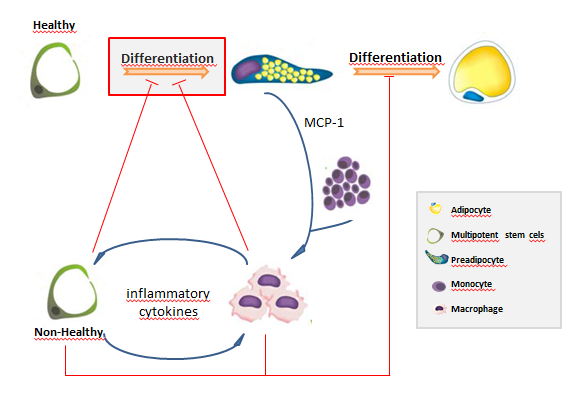 Healthy
Differentiation
Differentiation
MCP-1
inflammatory
cytokines
Non-Healthy
Adipocyte
Multipotent stem cels
Preadipocyte
Monocyte
Macrophage